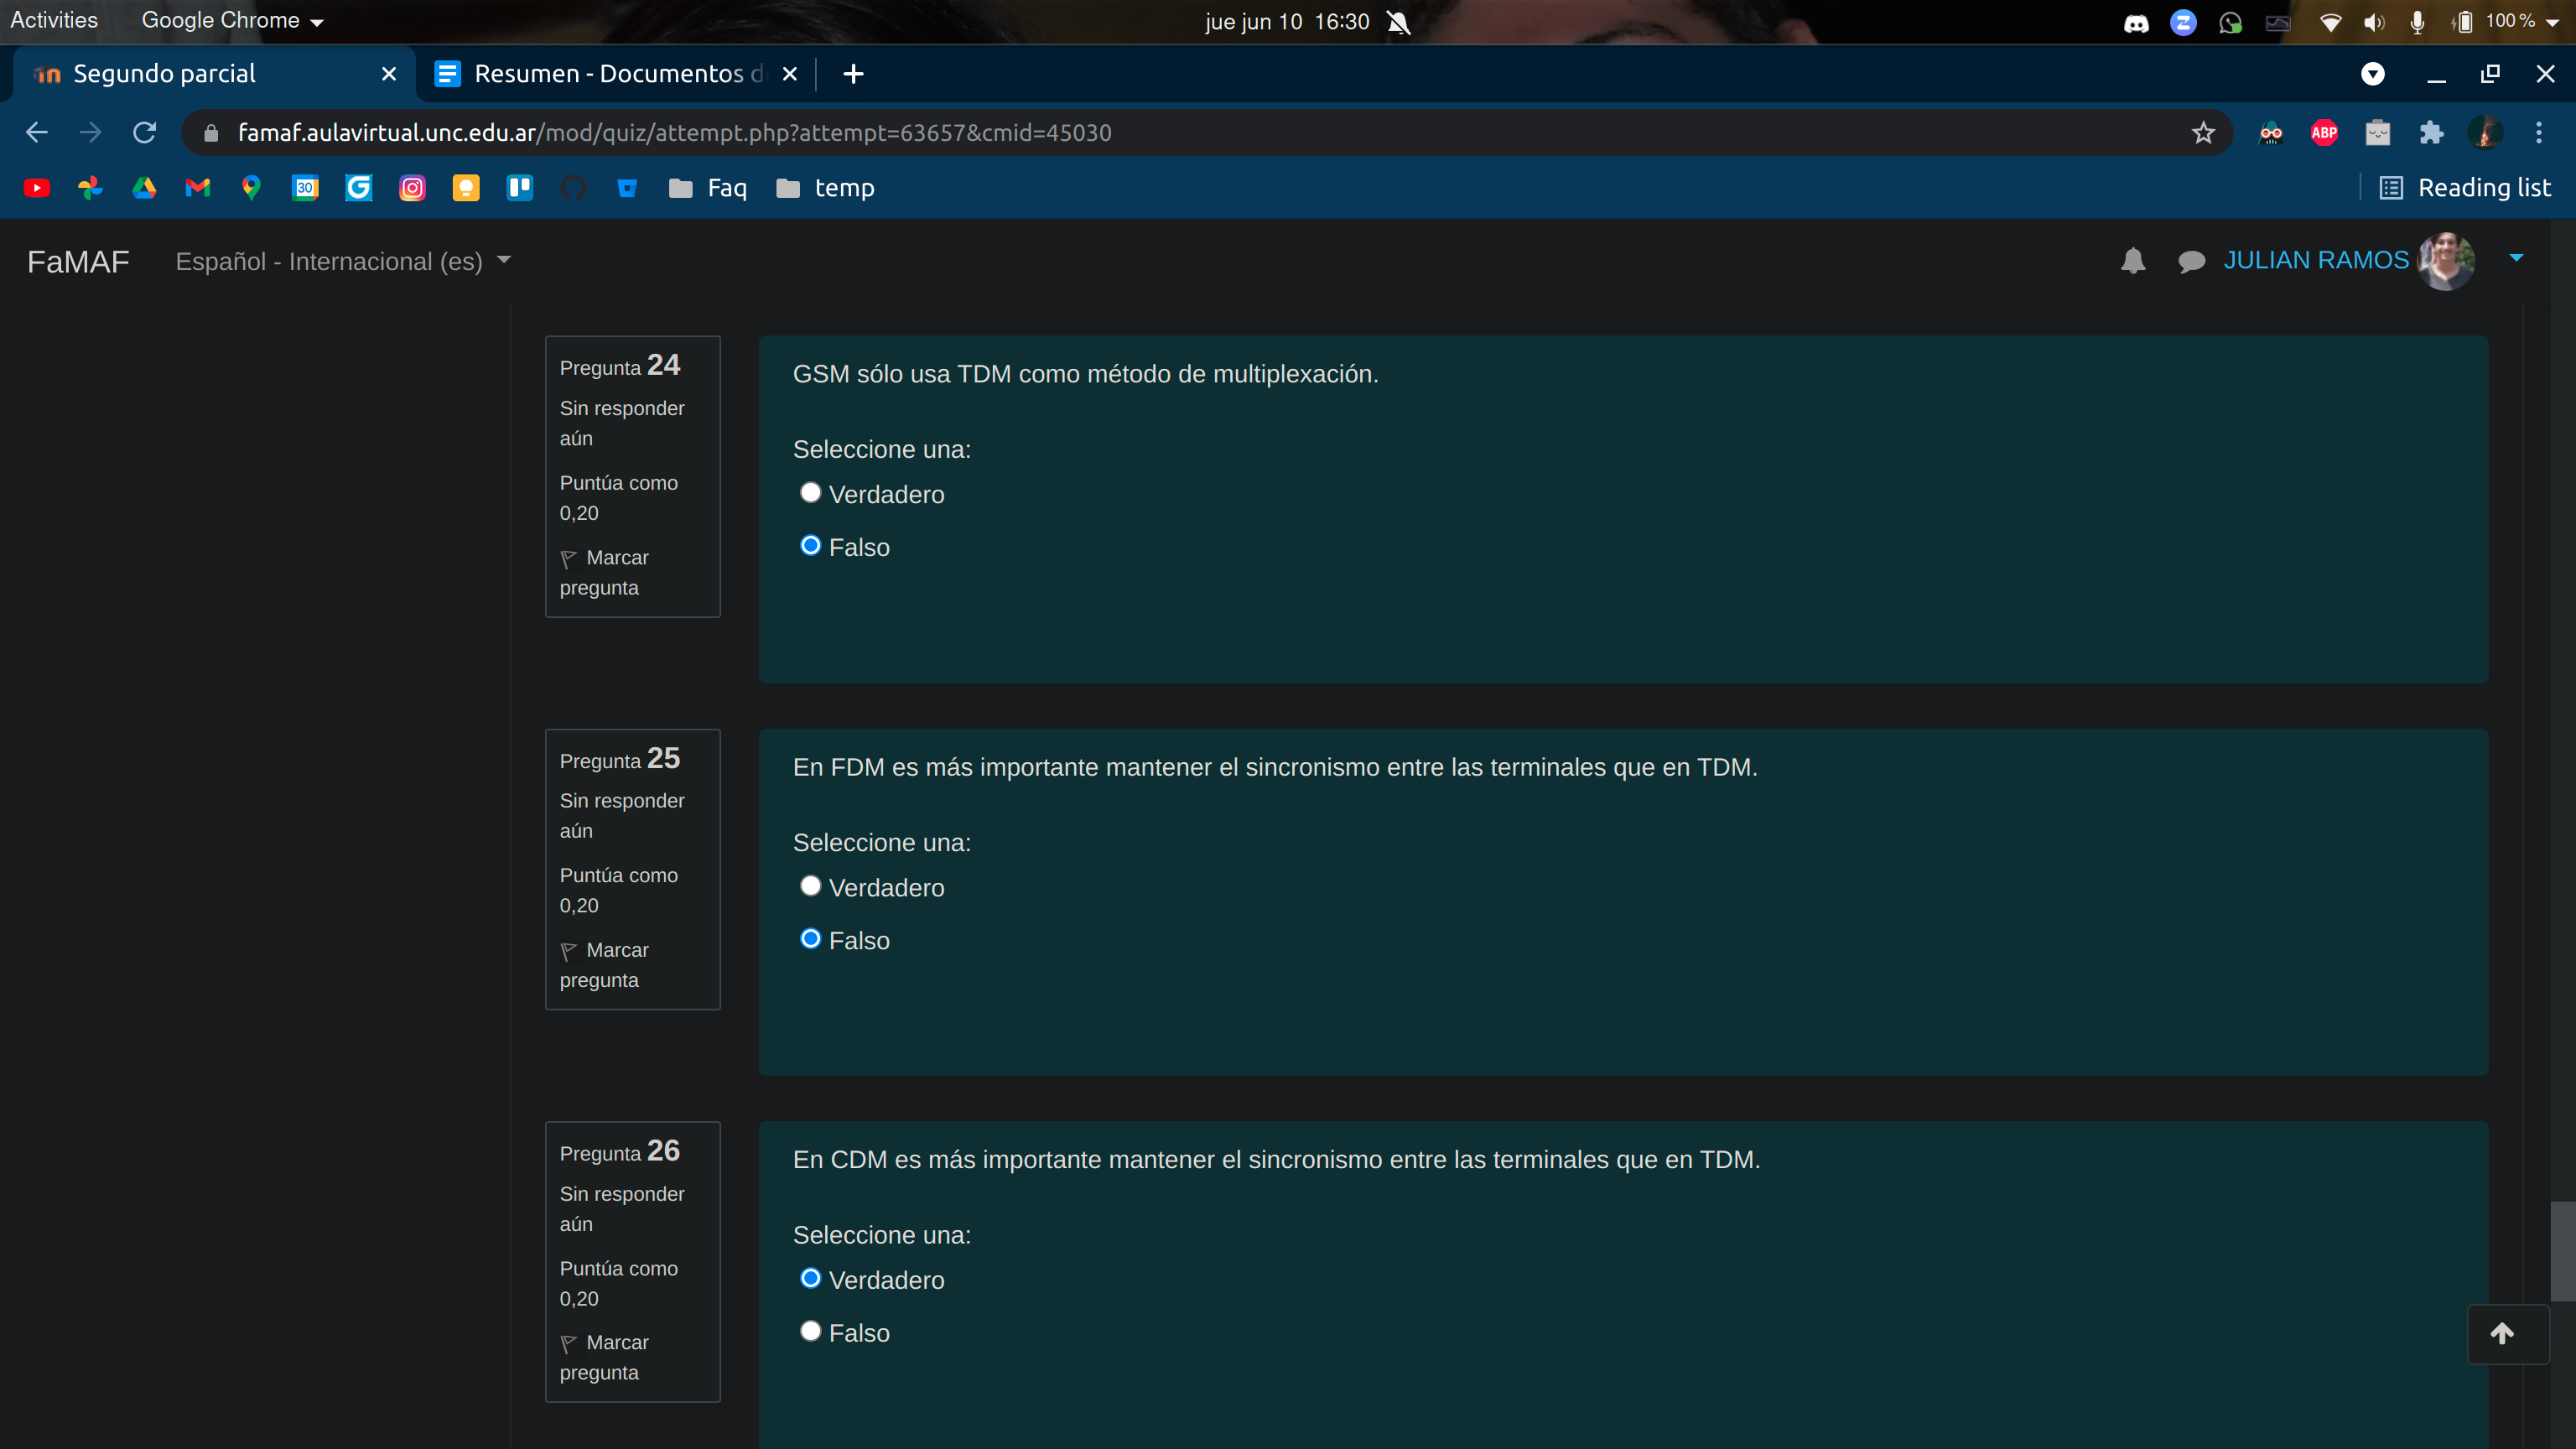 Activities
Google Chrome
jue jun 10 16:30
100 %
Segundo parcial
Resumen - Documentos d
famaf.aulavirtual.unc.edu.ar/mod/quiz/attempt.php?attempt=63657&cmid=45030
ABP
30
Faq
temp
Reading list
FaMAF
Español - Internacional (es)
JULIAN RAMOS
Pregunta 24
Sin responder
aún
Puntúa como
0,20
Marcar
pregunta
GSM sólo usa TDM como método de multiplexación.
Seleccione una:
Verdadero
Falso
Pregunta 25
Sin responder
aún
Puntúa como
0,20
Marcar
pregunta
En FDM es más importante mantener el sincronismo entre las terminales que en TDM.
Seleccione una:
Verdadero
Falso
Pregunta 26
Sin responder
aún
Puntúa como
0,20
Marcar
pregunta
En CDM es más importante mantener el sincronismo entre las terminales que en TDM.
Seleccione una:
Verdadero
Falso